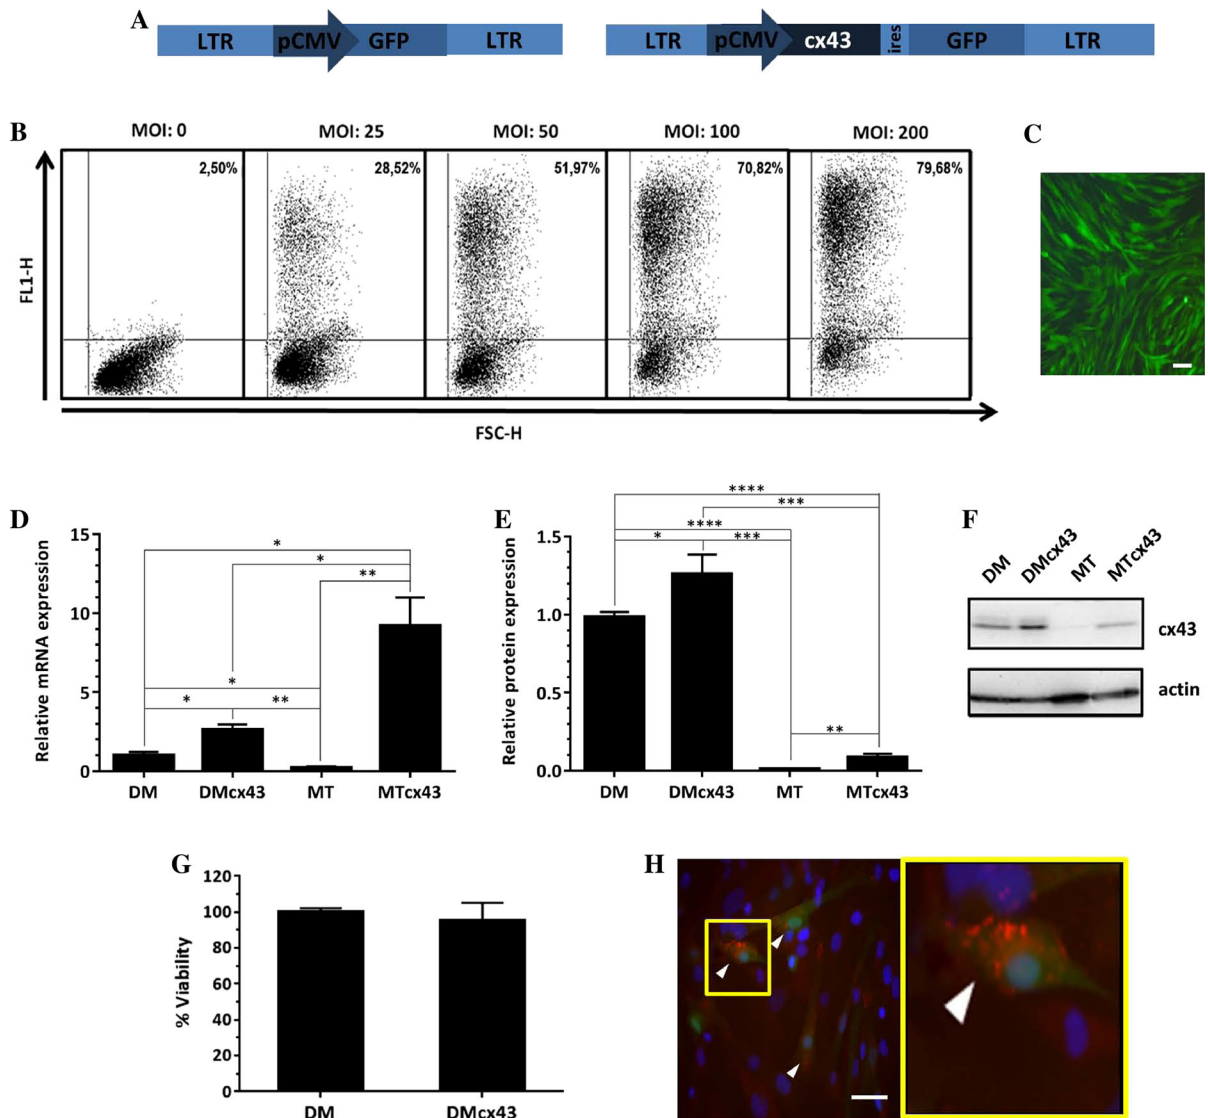 A
LTR pCMV GFP LTR
LTR pCMV cx43 ires GFP LTR
B
MOI: 0 MOI: 25 MOI: 50 MOI: 100 MOI: 200
2,50% 28,52% 51,97% 70,82% 79,68%
FL1-H
FSC-H
C
D
Relative mRNA expression
15
10
5
0
*
*
**
*
* **
DM DMcx43 MT MTcx43
E
Relative protein expression
1.5
1.0
0.5
0.0
****
***
****
* ***
**
DM DMcx43 MT MTcx43
F
DM DMcx43 MT MTcx43
cx43
actin
G
% Viability
120
100
80
60
40
20
0
DM DMcx43
H